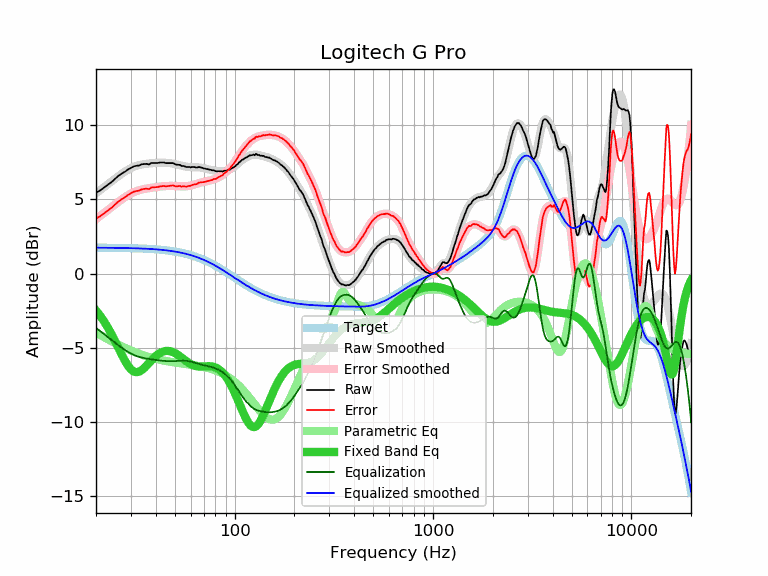 Logitech G Pro
Amplitude (dBr)
10
5
0
−5
−10
−15
Target
Raw Smoothed
Error Smoothed
Raw
Error
Parametric Eq
Fixed Band Eq
Equalization
Equalized smoothed
100
1000
10000
Frequency (Hz)